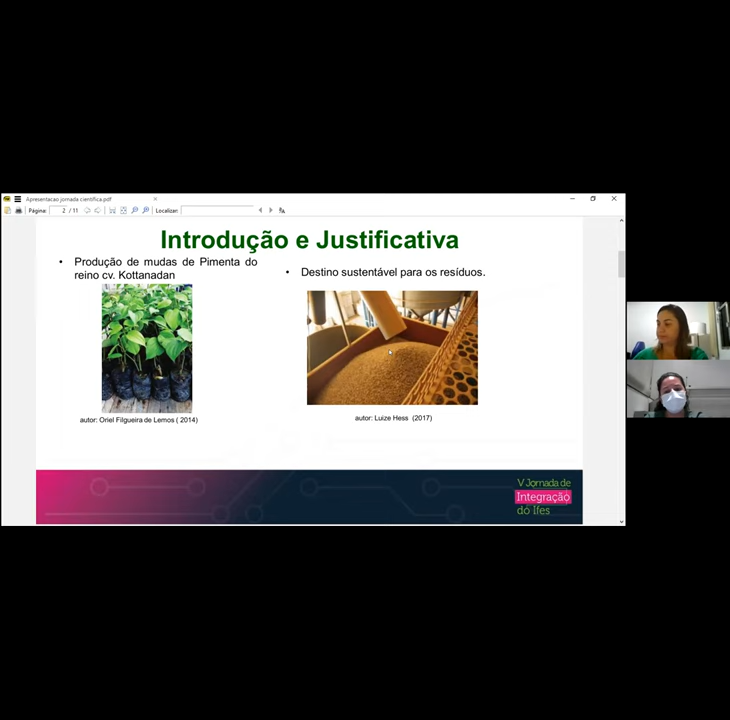 Apresentacao jornada cientifica.pdf
Página: 2 / 11 Localizar:
Introdução e Justificativa
• Produção de mudas de Pimenta do
reino cv. Kottanadan
• Destino sustentável para os resíduos.
autor: Oriel Filgueira de Lemos ( 2014)
autor: Luize Hess (2017)
V Jornada de
Integração
do Ifes